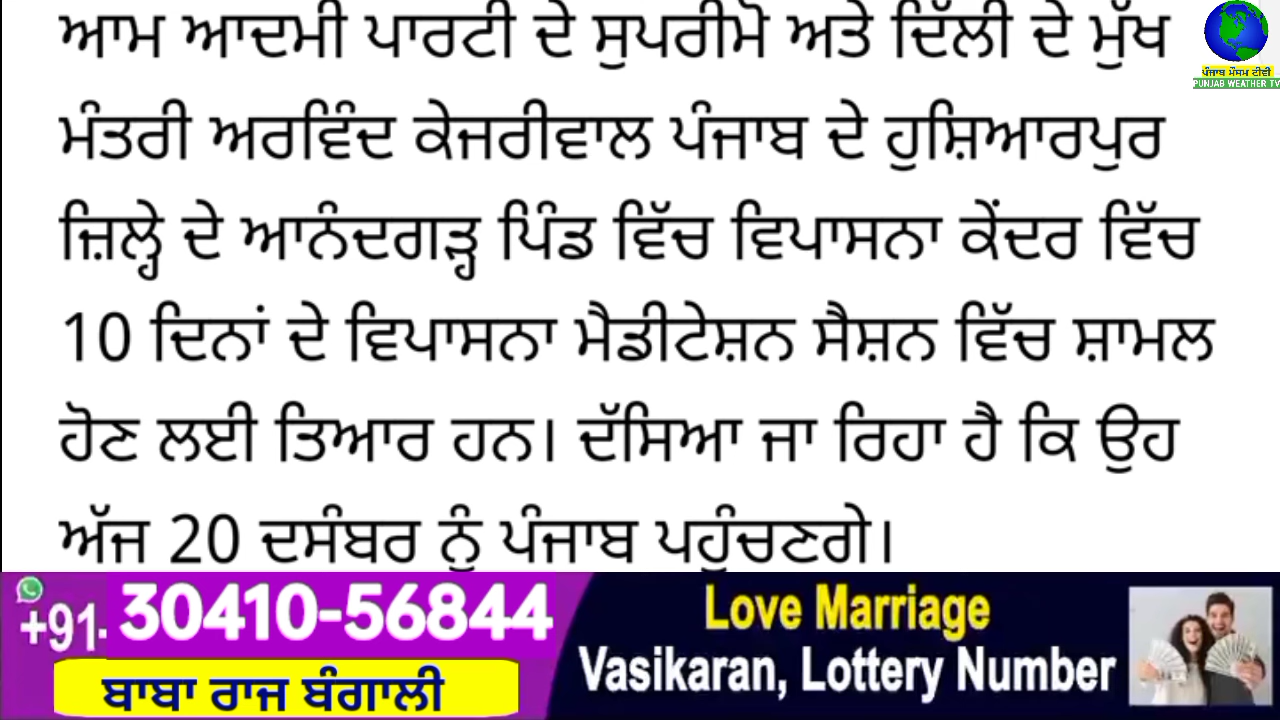 ਆਮ ਆਦਮੀ ਪਾਰਟੀ ਦੇ ਸੁਪਰੀਮੋ ਅਤੇ ਦਿੱਲੀ ਦੇ ਮੁੱਖ
ਮੰਤਰੀ ਅਰਵਿੰਦ ਕੇਜਰੀਵਾਲ ਪੰਜਾਬ ਦੇ ਹੁਸ਼ਿਆਰਪੁਰ
ਜ਼ਿਲ੍ਹੇ ਦੇ ਆਨੰਦਗੜ੍ਹ ਪਿੰਡ ਵਿੱਚ ਵਿਪਾਸਨਾ ਕੇਂਦਰ ਵਿੱਚ
10 ਦਿਨਾਂ ਦੇ ਵਿਪਾਸਨਾ ਮੈਡੀਟੇਸ਼ਨ ਸੈਸ਼ਨ ਵਿੱਚ ਸ਼ਾਮਲ
ਹੋਣ ਲਈ ਤਿਆਰ ਹਨ। ਦੱਸਿਆ ਜਾ ਰਿਹਾ ਹੈ ਕਿ ਉਹ
ਅੱਜ 20 ਦਸੰਬਰ ਨੂੰ ਪੰਜਾਬ ਪਹੁੰਚਣਗੇ।
ਪੰਜਾਬ ਮੌਸਮ ਟੀਵੀ
PUNJAB WEATHER TV
+91- 30410-56844
ਬਾਬਾ ਰਾਜ ਬੰਗਾਲੀ
Love Marriage
Vasikaran, Lottery Number